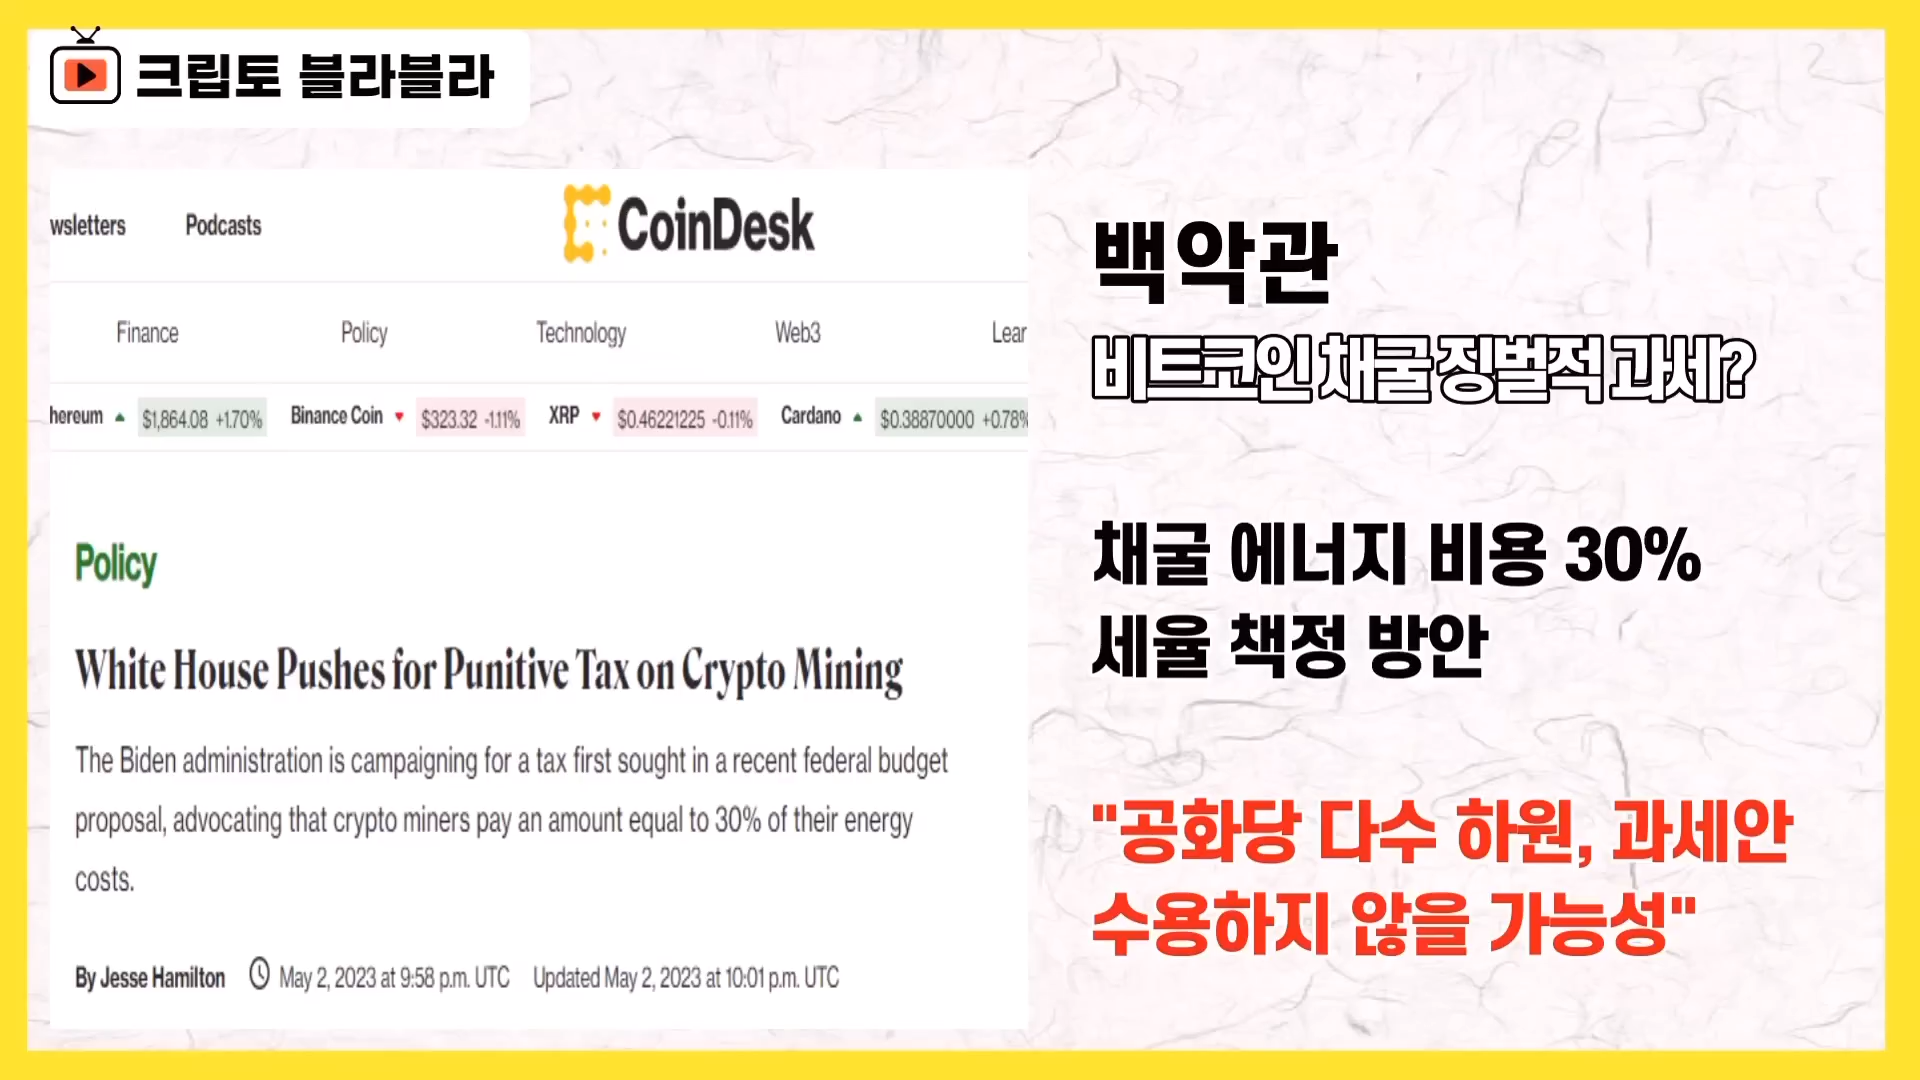 크립토 블라블라
wsletters Podcasts CoinDesk
Finance Policy Technology Web3 Lear
hereum ▲ $1,864.08 +1.70% Binance Coin ▼ $323.32 -1.11% XRP ▼ $0.46221225 -0.11% Cardano ▲ $0.38870000 +0.78%
Policy
White House Pushes for Punitive Tax on Crypto Mining
The Biden administration is campaigning for a tax first sought in a recent federal budget
proposal, advocating that crypto miners pay an amount equal to 30% of their energy
costs.
By Jesse Hamilton May 2, 2023 at 9:58 p.m. UTC Updated May 2, 2023 at 10:01 p.m. UTC
백악관
비트코인 채굴 징벌적 과세?
채굴 에너지 비용 30%
세율 책정 방안
"공화당 다수 하원, 과세안
수용하지 않을 가능성"